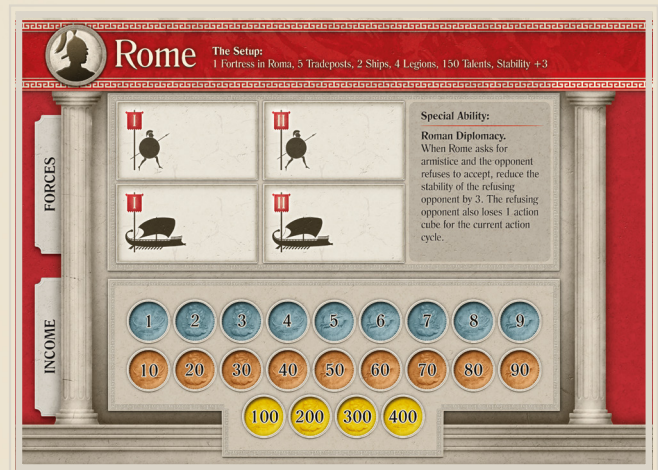 Rome
The Setup:
1 Fortress in Roma, 5 Tradeposts, 2 Ships, 4 Legions, 150 Talents, Stability +3
FORCES
I
II
I
II
Special Ability:
Roman Diplomacy.
When Rome asks for
armistice and the opponent
refuses to accept, reduce the
stability of the refusing
opponent by 3. The refusing
opponent also loses 1 action
cube for the current action
cycle.
INCOME
1 2 3 4 5 6 7 8 9
10 20 30 40 50 60 70 80 90
100 200 300 400